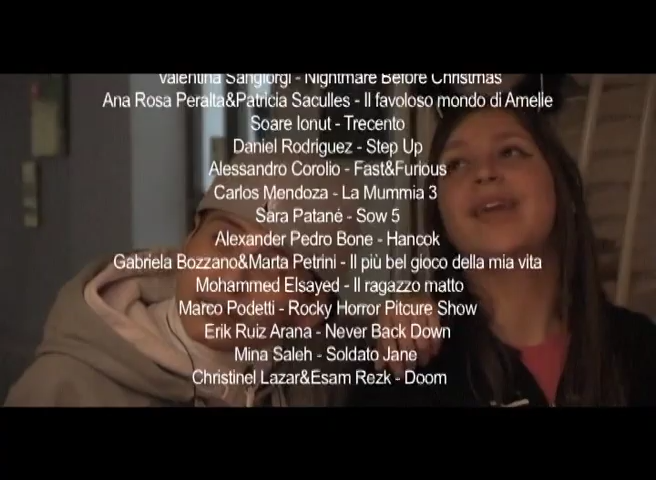 Valentina Sangiorgi - Nightmare Before Christmas
Ana Rosa Peralta&Patricia Saculles - Il favoloso mondo di Amelie
Soare Ionut - Trecento
Daniel Rodriguez - Step Up
Alessandro Corolio - Fast&Furious
Carlos Mendoza - La Mummia 3
Sara Patané - Sow 5
Alexander Pedro Bone - Hancok
Gabriela Bozzano&Marta Petrini - Il più bel gioco della mia vita
Mohammed Elsayed - Il ragazzo matto
Marco Podetti - Rocky Horror Pitcure Show
Erik Ruiz Arana - Never Back Down
Mina Saleh - Soldato Jane
Christinel Lazar&Esam Rezk - Doom